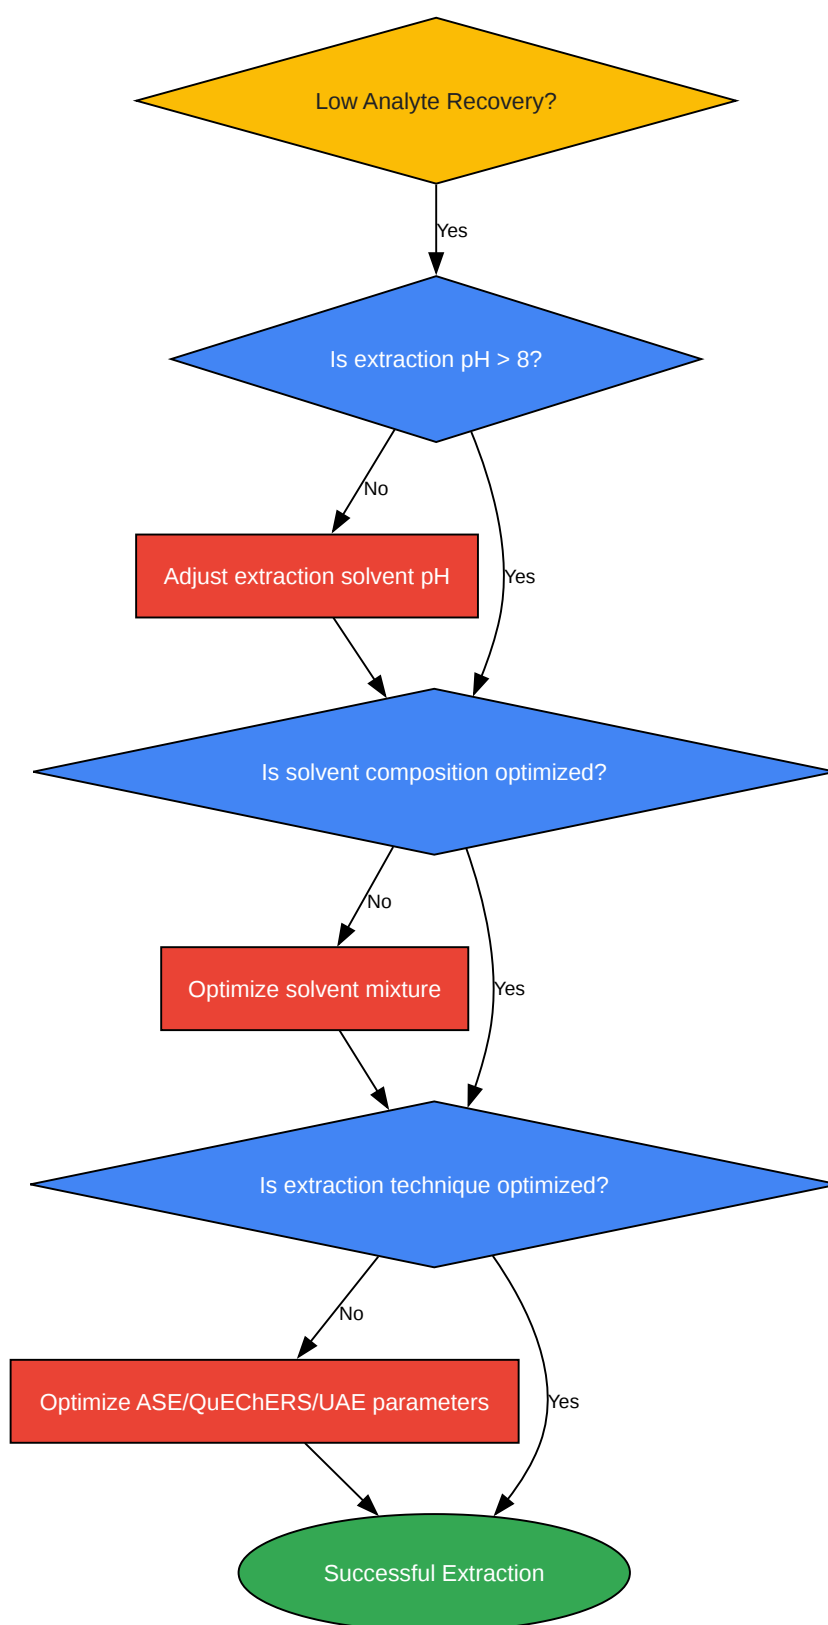 Low Analyte Recovery?
Yes
Is extraction pH > 8?
No
Adjust extraction solvent pH
Yes
Is solvent composition optimized?
No
Optimize solvent mixture
Yes
Is extraction technique optimized?
No
Optimize ASE/QuEChERS/UAE parameters
Yes
Successful Extraction